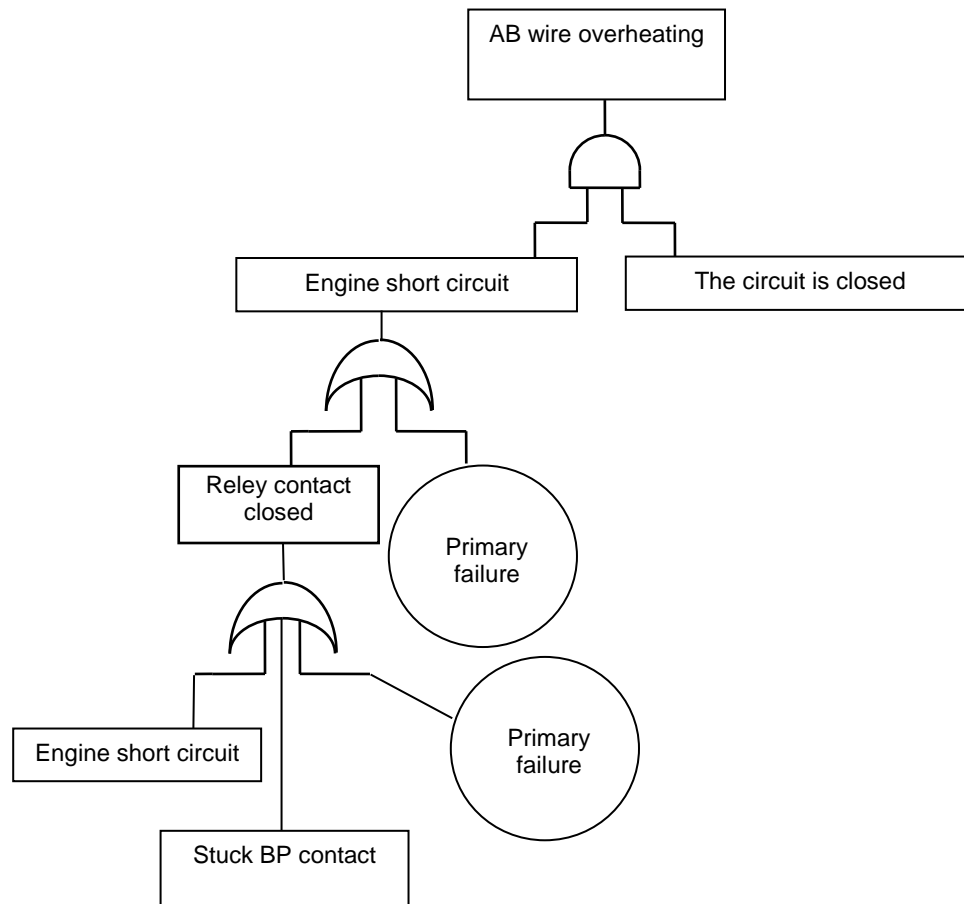 AB wire overheating
Engine short circuit
The circuit is closed
Reley contact
closed
Primary
failure
Engine short circuit
Primary
failure
Stuck BP contact